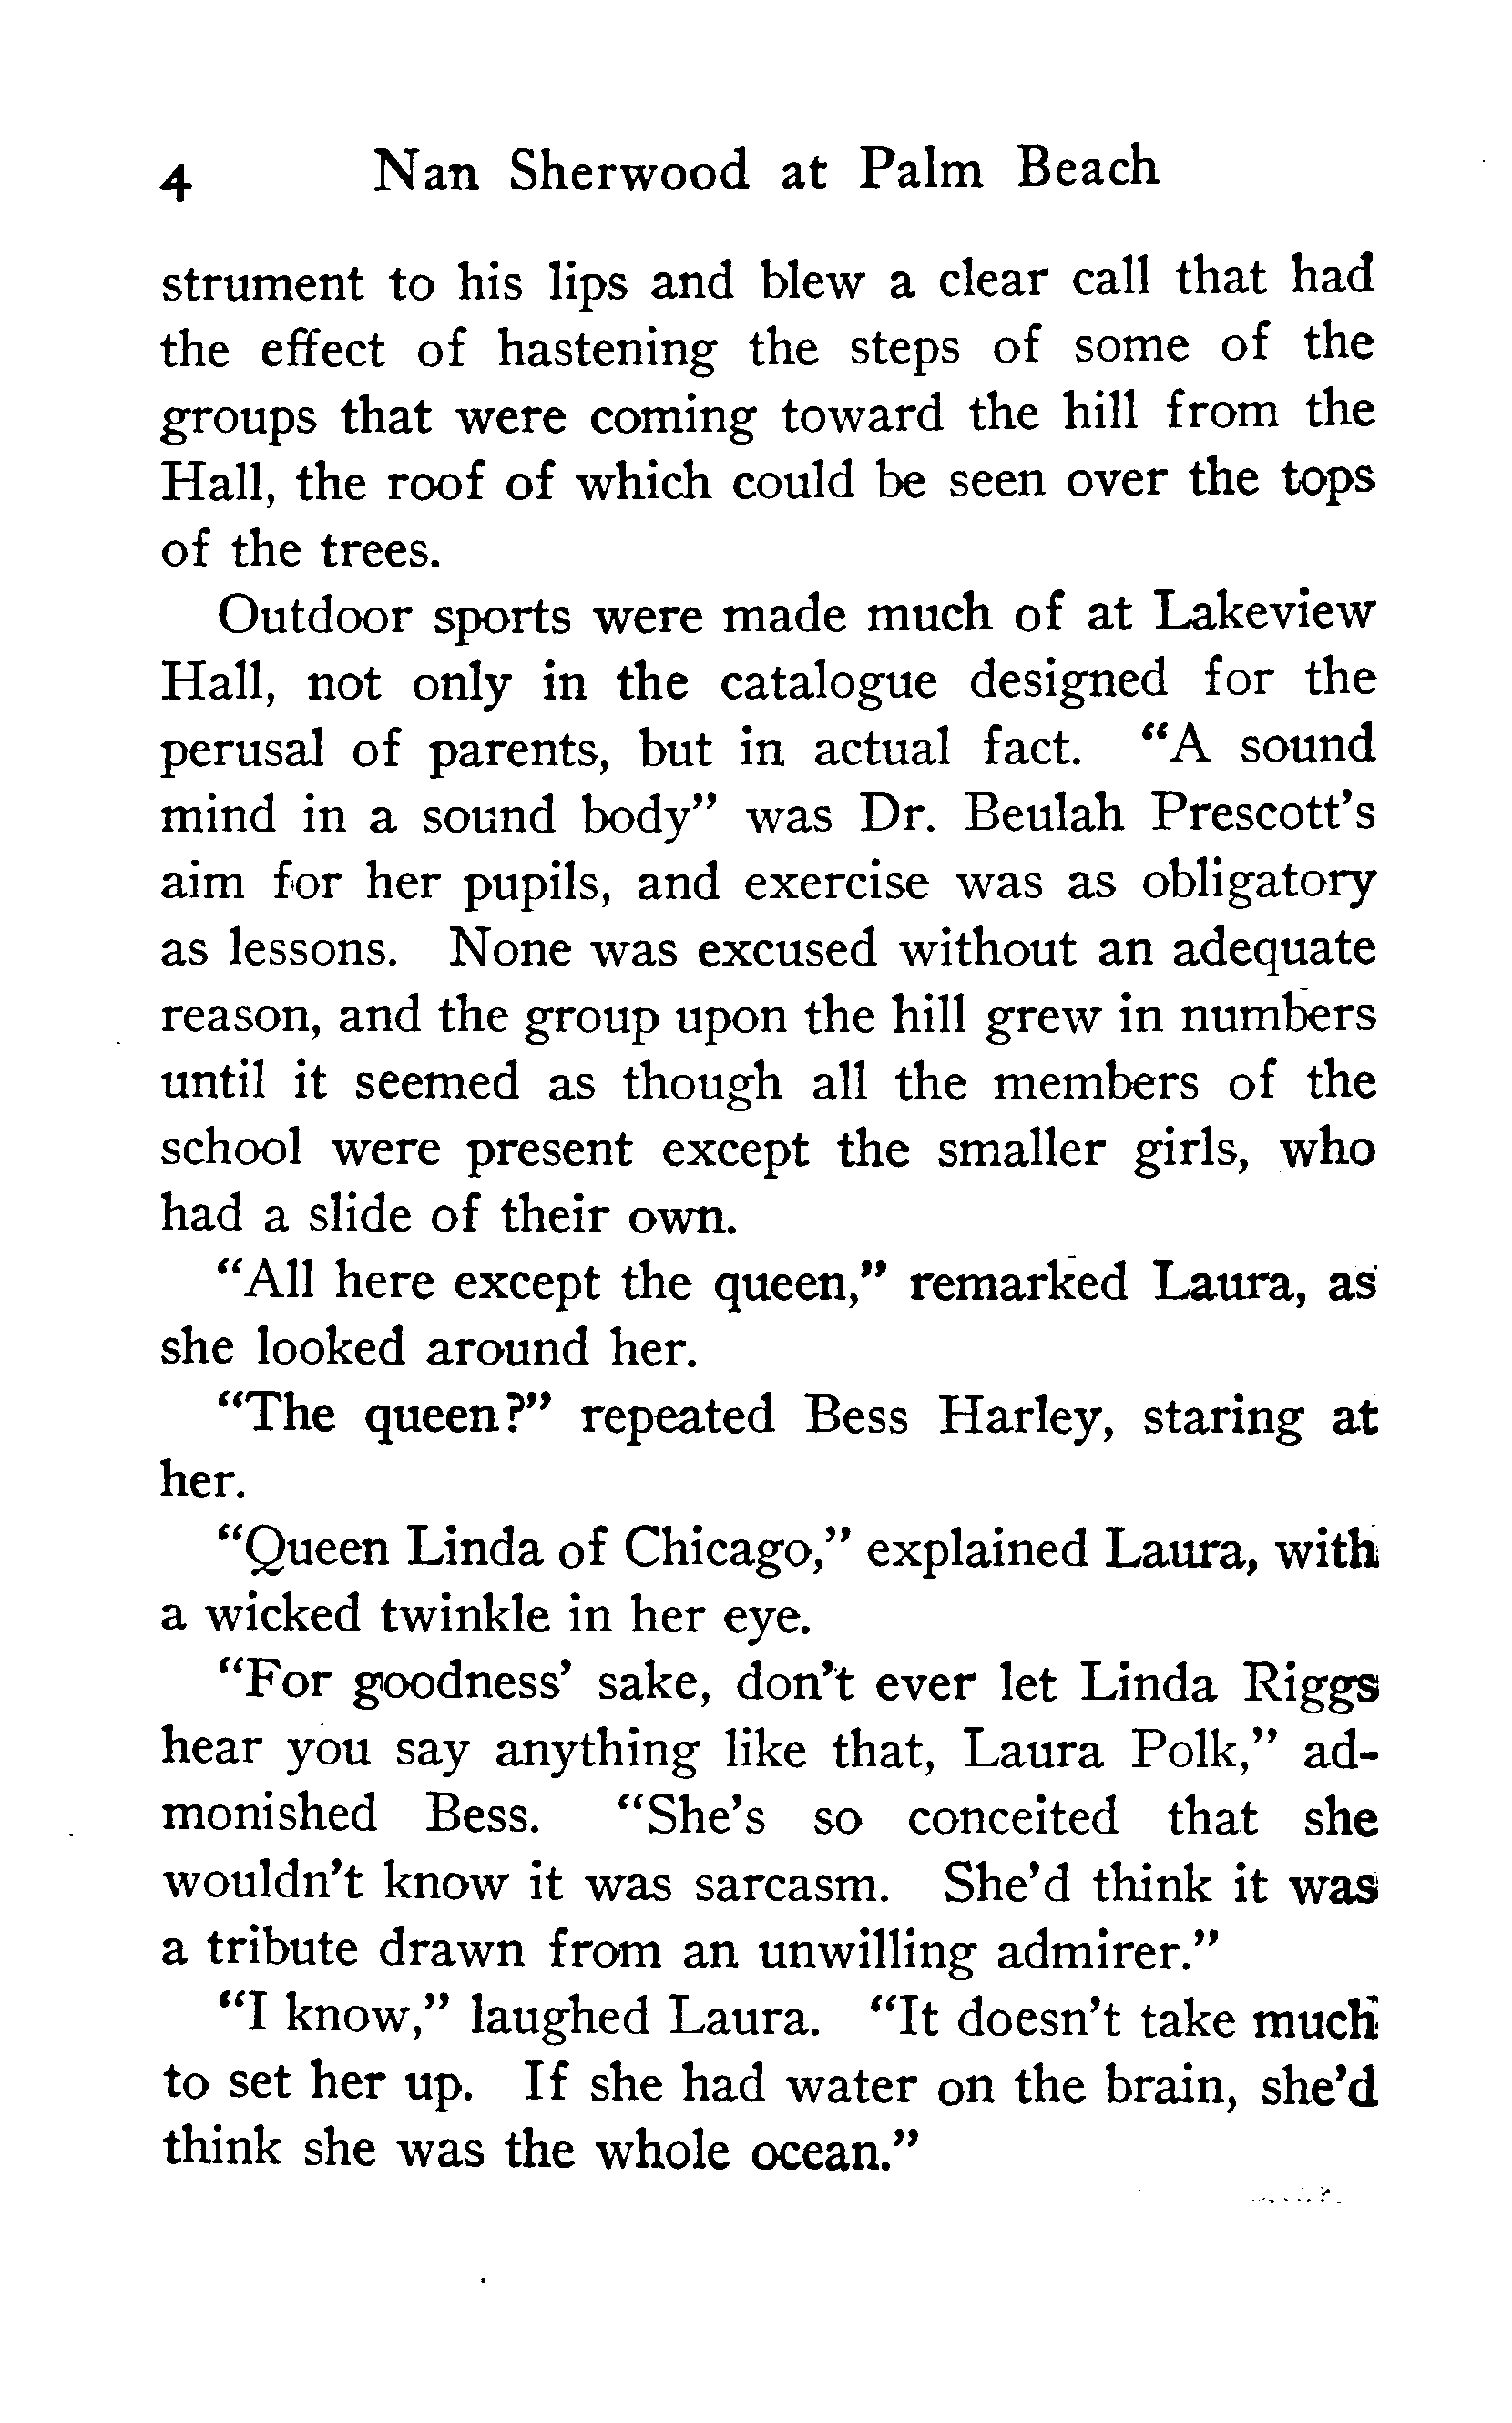 4 Nan Sherwood at Palm Beach
strument to his lips and blew a clear call that had
the effect of hastening the steps of some of the
groups that were coming toward the hill from the
Hall, the roof of which could be seen over the tops
of the trees.
Outdoor sports were made much of at Lakeview
Hall, not only in the catalogue designed for the
perusal of parents, but in actual fact. "A sound
mind in a sound body" was Dr. Beulah Prescott's
aim for her pupils, and exercise was as obligatory
as lessons. None was excused without an adequate
reason, and the group upon the hill grew in numbers
until it seemed as though all the members of the
school were present except the smaller girls, who
had a slide of their own.
"All here except the queen," remarked Laura, as
she looked around her.
"The queen?" repeated Bess Harley, staring at
her.
"Queen Linda of Chicago," explained Laura, with
a wicked twinkle in her eye.
"For goodness' sake, don't ever let Linda Riggs
hear you say anything like that, Laura Polk," ad-
monished Bess. "She's so conceited that she
wouldn't know it was sarcasm. She'd think it was
a tribute drawn from an unwilling admirer."
"I know," laughed Laura. "It doesn't take much
to set her up. If she had water on the brain, she'd
think she was the whole ocean."